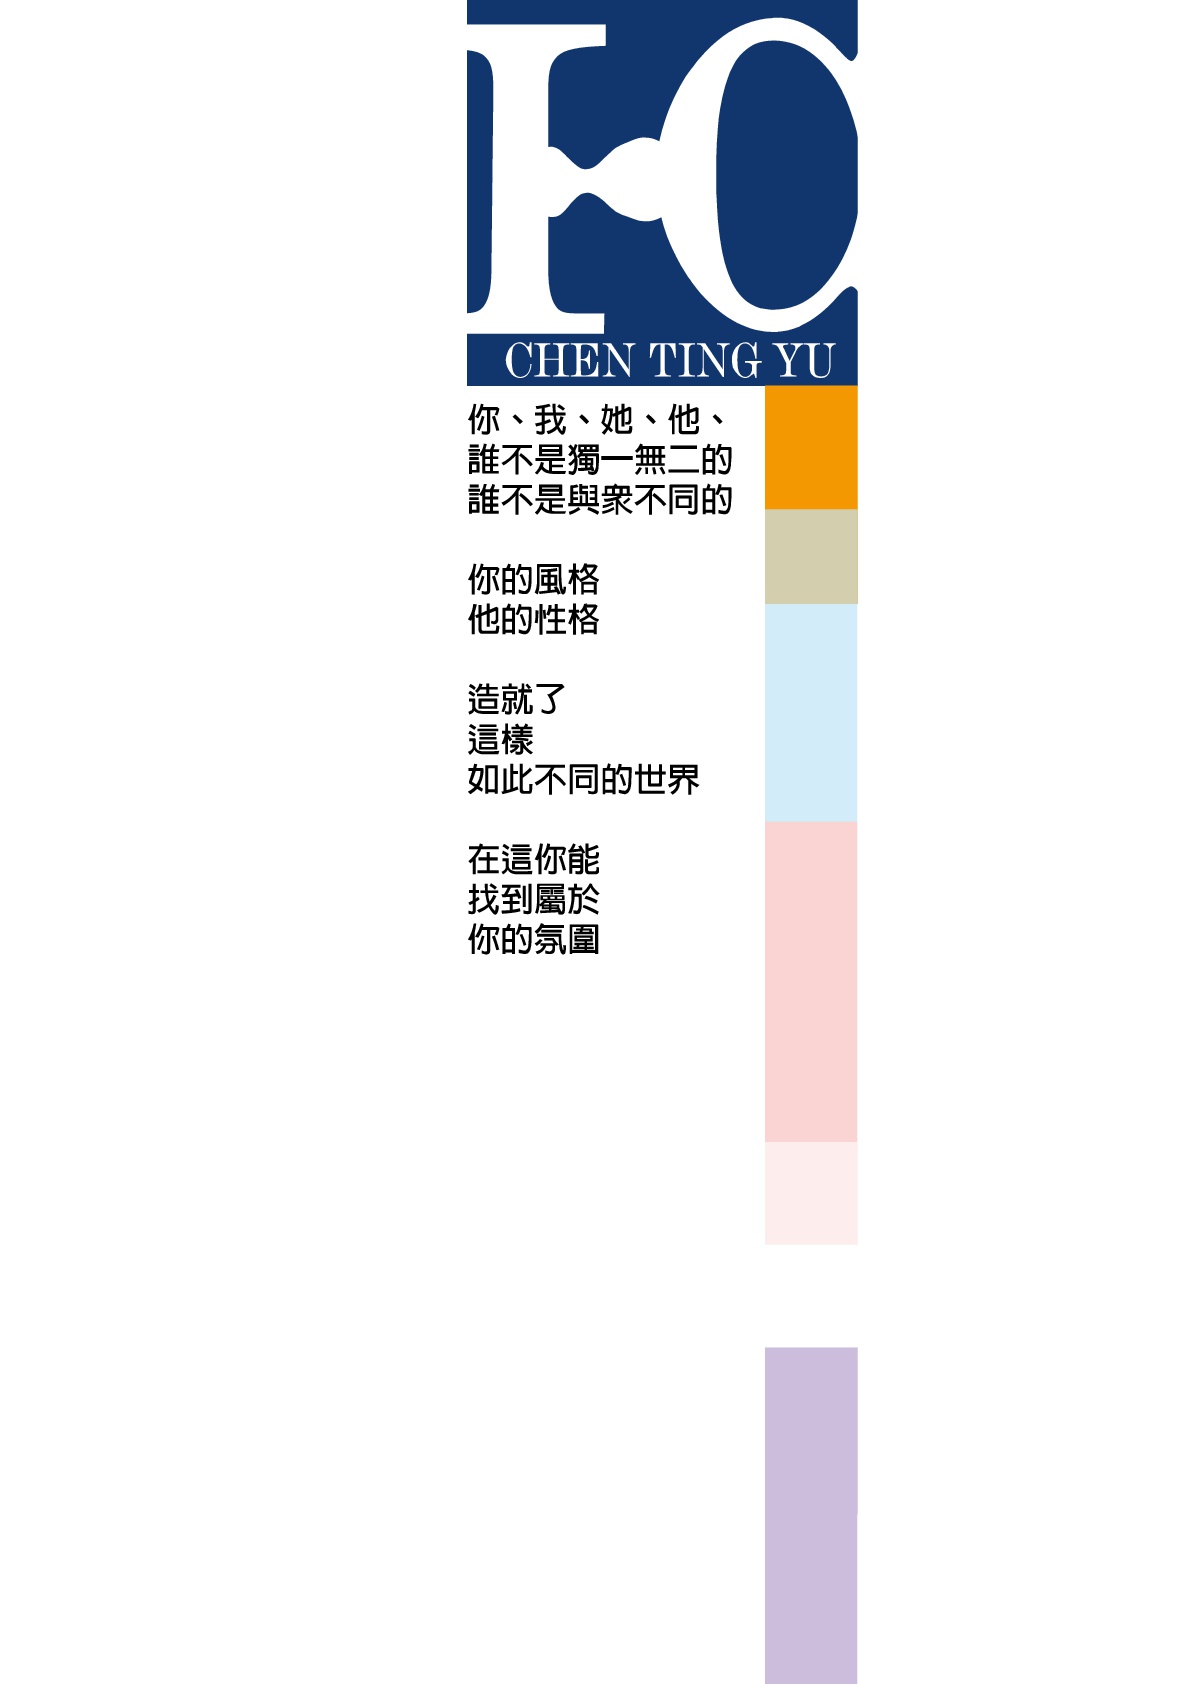 IC
CHEN TING YU
你、我、她、他、
誰不是獨一無二的
誰不是與眾不同的
你的風格
他的性格
造就了
這樣
如此不同的世界
在這你能
找到屬於
你的氛圍